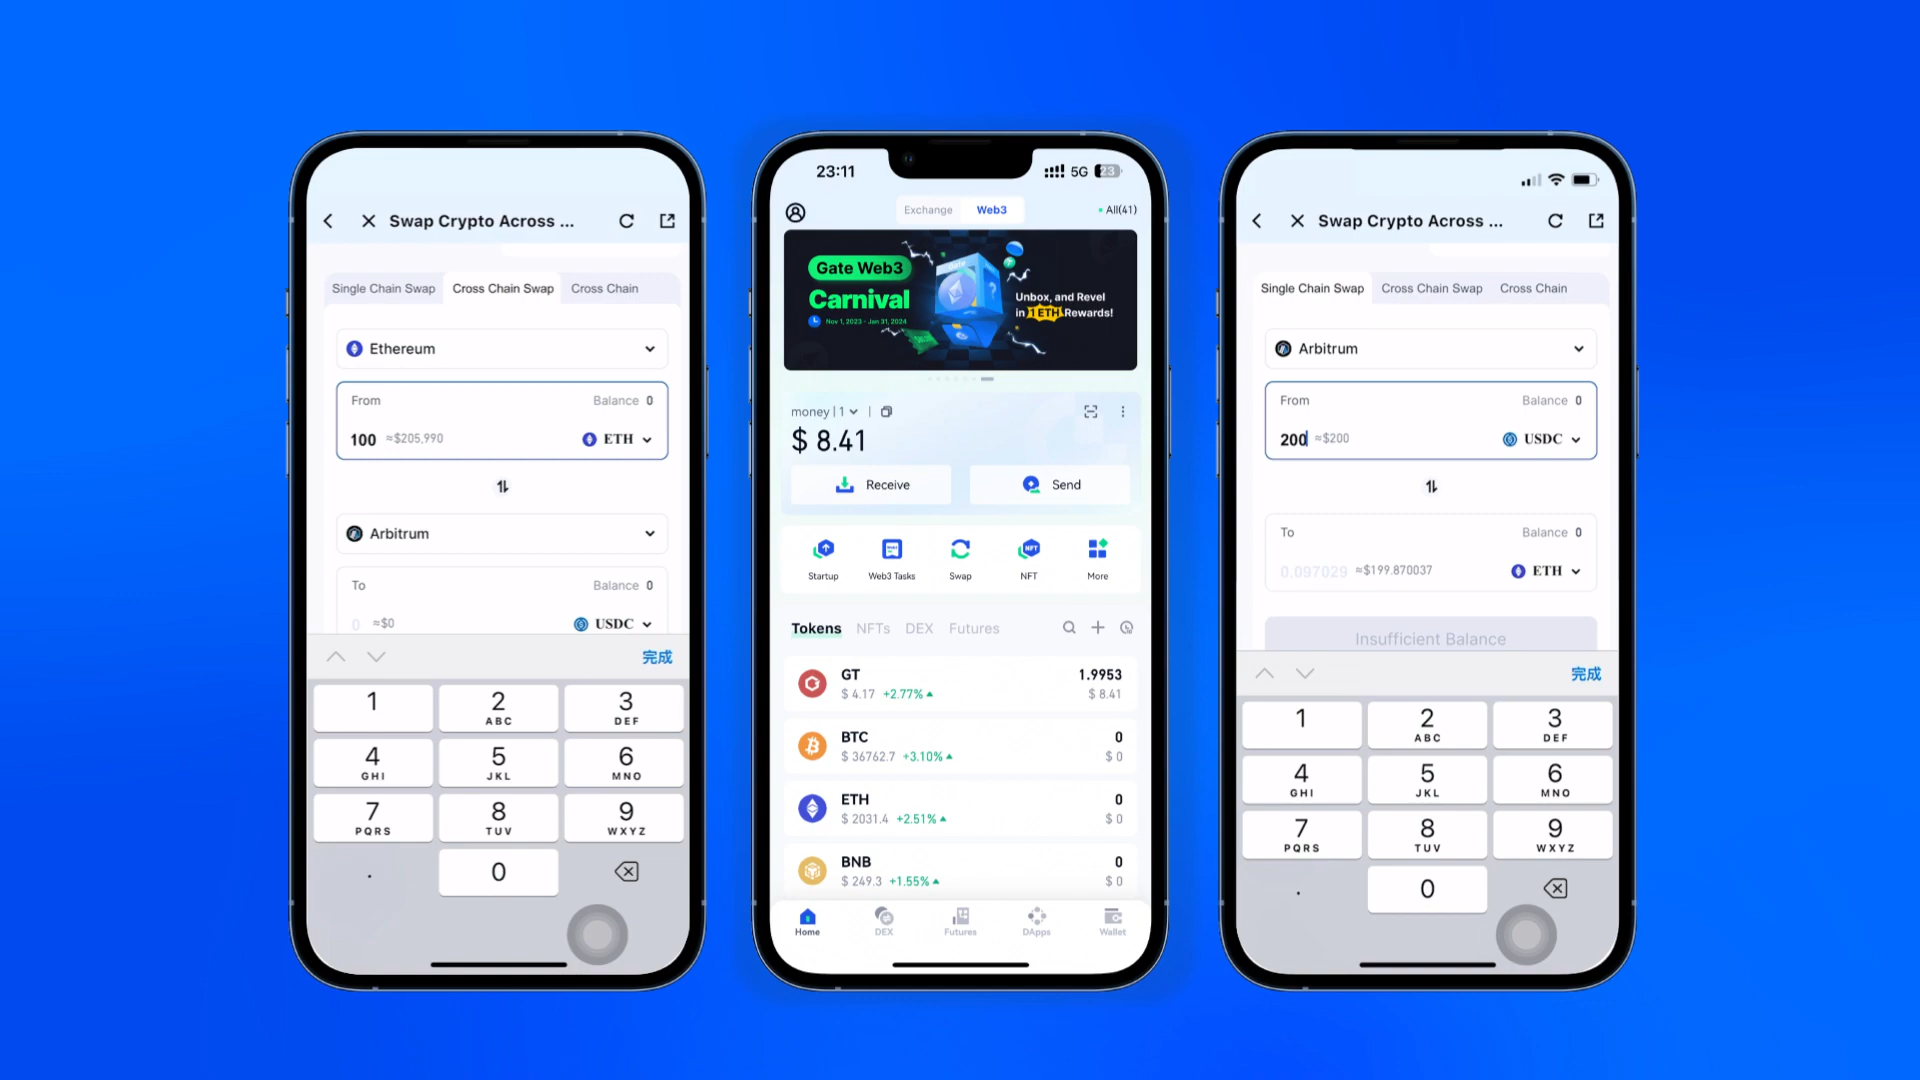 Swap Crypto Across ...
Single Chain Swap
Cross Chain Swap
Cross Chain
Ethereum
From
Balance 0
100 ≈$205,990
ETH
Arbitrum
To
Balance 0
0 ≈$0
USDC
完成
1
2
ABC
3
DEF
4
GHI
5
JKL
6
MNO
7
PQRS
8
TUV
9
WXYZ
.
0
23:11
5G 23
Exchange
Web3
All(41)
Gate Web3
Carnival
Nov 1, 2023 - Jan 31, 2024
Unbox, and Revel
in 1 ETH Rewards!
money | 1
$ 8.41
Receive
Send
Startup
Web3 Tasks
Swap
NFT
More
Tokens
NFTs
DEX
Futures
GT
1.9953
$ 4.17 +2.77%
$ 8.41
BTC
0
$ 36762.7 +3.10%
$ 0
ETH
0
$ 2031.4 +2.51%
$ 0
BNB
0
$ 249.3 +1.55%
$ 0
Home
DEX
Futures
DApps
Wallet
Swap Crypto Across ...
Single Chain Swap
Cross Chain Swap
Cross Chain
Arbitrum
From
Balance 0
200 ≈$200
USDC
To
Balance 0
0.097029 ≈$199.870037
ETH
Insufficient Balance
完成
1
2
ABC
3
DEF
4
GHI
5
JKL
6
MNO
7
PQRS
8
TUV
9
WXYZ
.
0